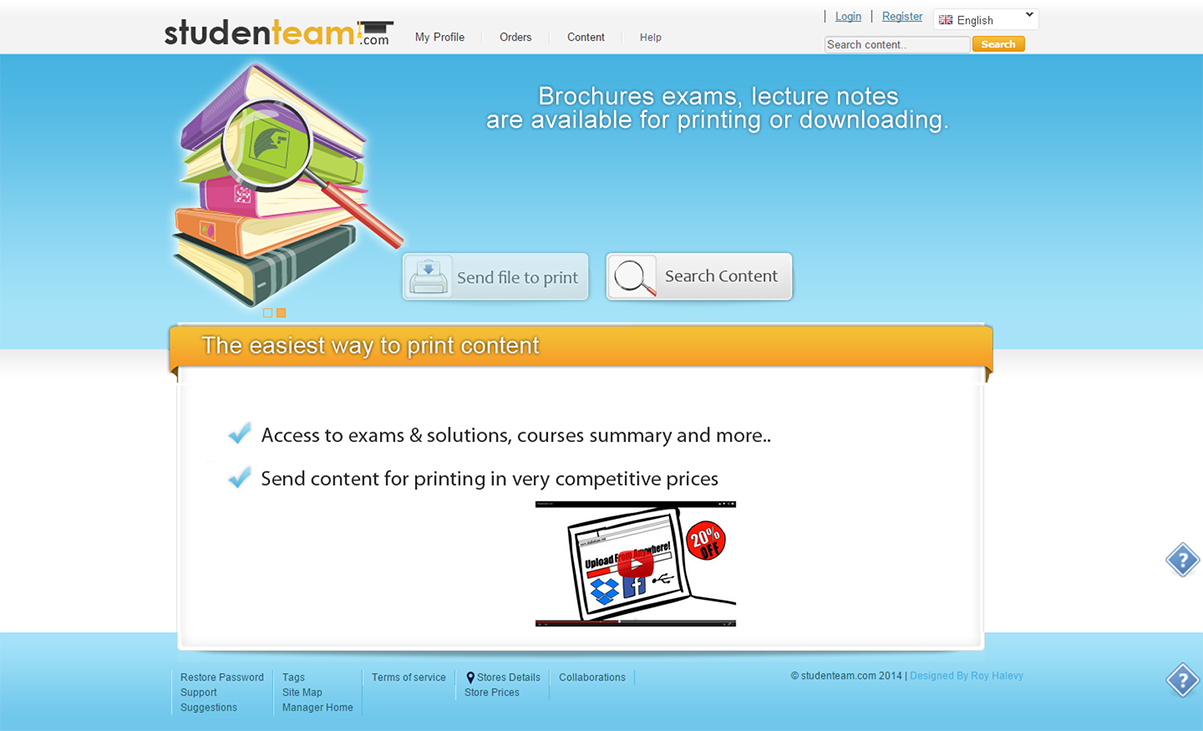 studenteam.com
My Profile
Orders
Content
Help
Login
Register
English
Search content..
Search
Brochures exams, lecture notes
are available for printing or downloading.
Send file to print
Search Content
The easiest way to print content
Access to exams & solutions, courses summary and more..
Send content for printing in very competitive prices
Upload From Anywhere!
20%
OFF
Restore Password
Support
Suggestions
Tags
Site Map
Manager Home
Terms of service
Stores Details
Store Prices
Collaborations
© studenteam.com 2014 | Designed By Roy Halevy